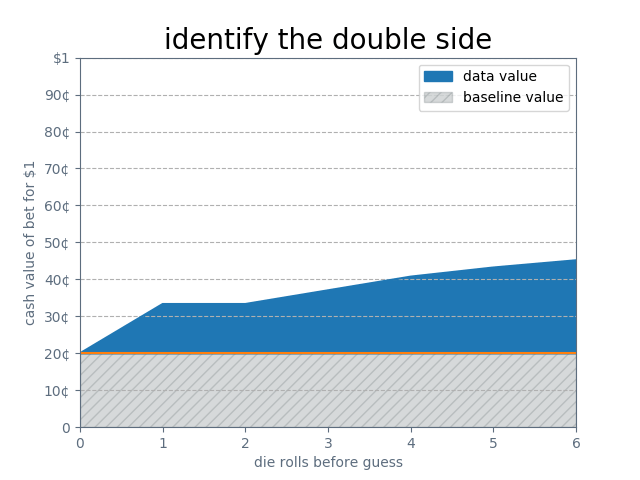 identify the double side
$1
90¢
80¢
70¢
60¢
50¢
40¢
30¢
20¢
10¢
0
cash value of bet for $1
data value
baseline value
0 1 2 3 4 5 6
die rolls before guess